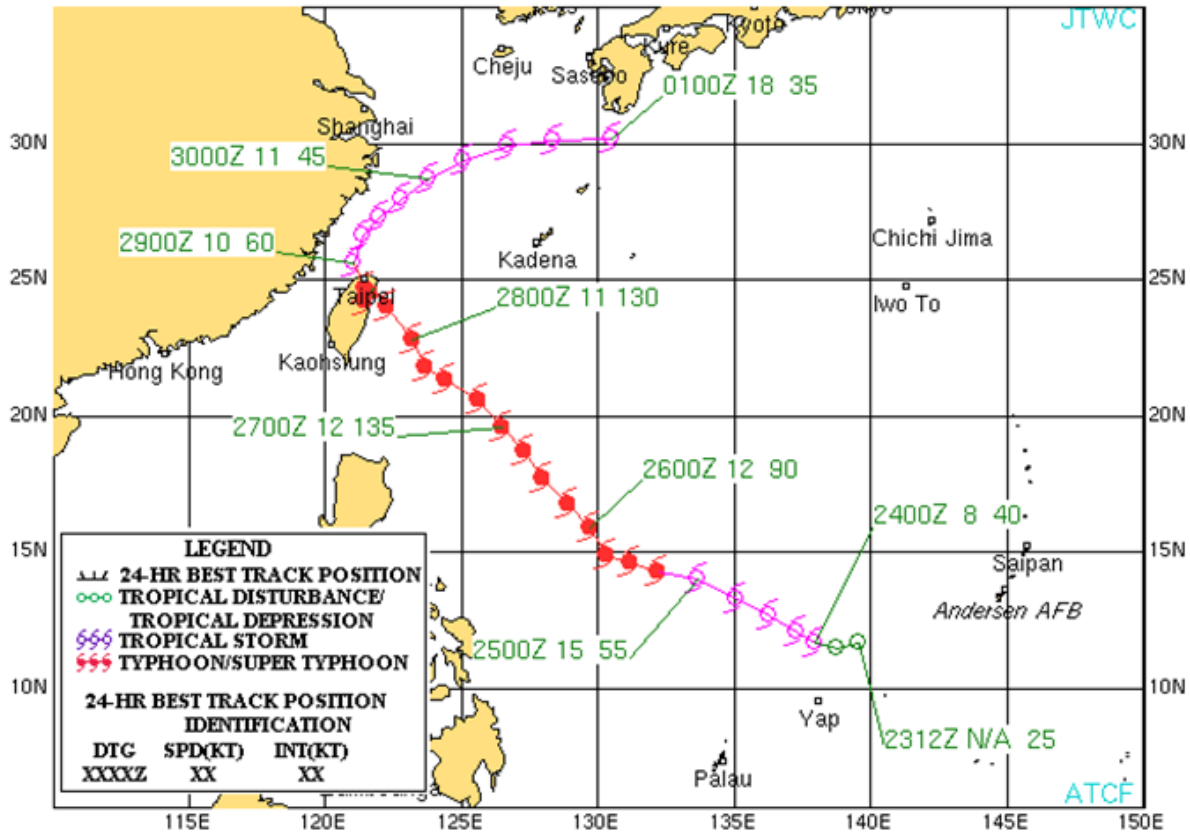 Kyoto
JTWC
Kure
Cheju
Sasebo
0100Z 18 35
Shanghai
30N
30N
3000Z 11 45
2900Z 10 60
Kadena
Chichi Jima
25N
25N
Taipei
2800Z 11 130
Iwo To
Hong Kong
Kaohsiung
20N
20N
2700Z 12 135
2600Z 12 90
2400Z 8 40
LEGEND
24-HR BEST TRACK POSITION
TROPICAL DISTURBANCE/
TROPICAL DEPRESSION
TROPICAL STORM
TYPHOON/SUPER TYPHOON
24-HR BEST TRACK POSITION
IDENTIFICATION
DTG SPD(KT) INT(KT)
XXXXZ XX XX
15N
15N
Saipan
Andersen AFB
2500Z 15 55
10N
10N
Yap
2312Z N/A 25
Palau
ATCF
115E 120E 125E 130E 135E 140E 145E 150E